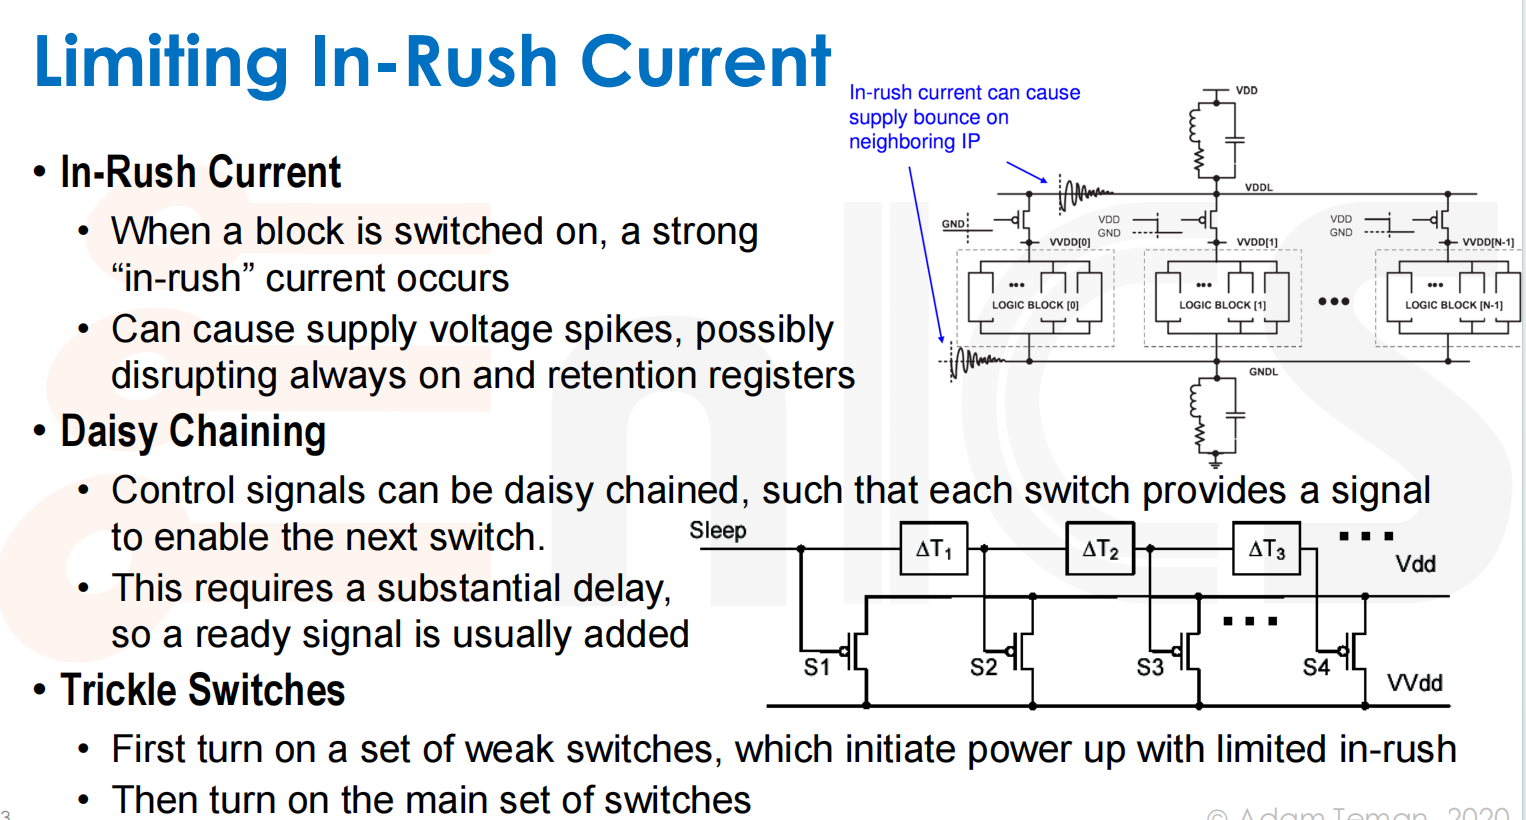 Limiting In-Rush Current
In-rush current can cause
supply bounce on
neighboring IP
VDD
VDDL
GND
VDD
GND
VDD
GND
VVDD[0]
VVDD[1]
VVDD[N-1]
LOGIC BLOCK [0]
LOGIC BLOCK [1]
LOGIC BLOCK [N-1]
GNDL
• In-Rush Current
• When a block is switched on, a strong
“in-rush” current occurs
• Can cause supply voltage spikes, possibly
disrupting always on and retention registers
• Daisy Chaining
• Control signals can be daisy chained, such that each switch provides a signal
to enable the next switch.
• This requires a substantial delay,
so a ready signal is usually added
Sleep
ΔT1
ΔT2
ΔT3
Vdd
S1
S2
S3
S4
VVdd
• Trickle Switches
• First turn on a set of weak switches, which initiate power up with limited in-rush
• Then turn on the main set of switches
3
© Adam Teman, 2020